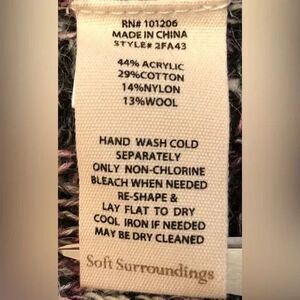 RN# 101206
MADE IN CHINA
STYLE# 2FA43
44% ACRYLIC
29%COTTON
14%NYLON
13%WOOL
HAND WASH COLD
SEPARATELY
ONLY NON-CHLORINE
BLEACH WHEN NEEDED
RE-SHAPE &
LAY FLAT TO DRY
COOL IRON IF NEEDED
MAY BE DRY CLEANED
Soft Surroundings